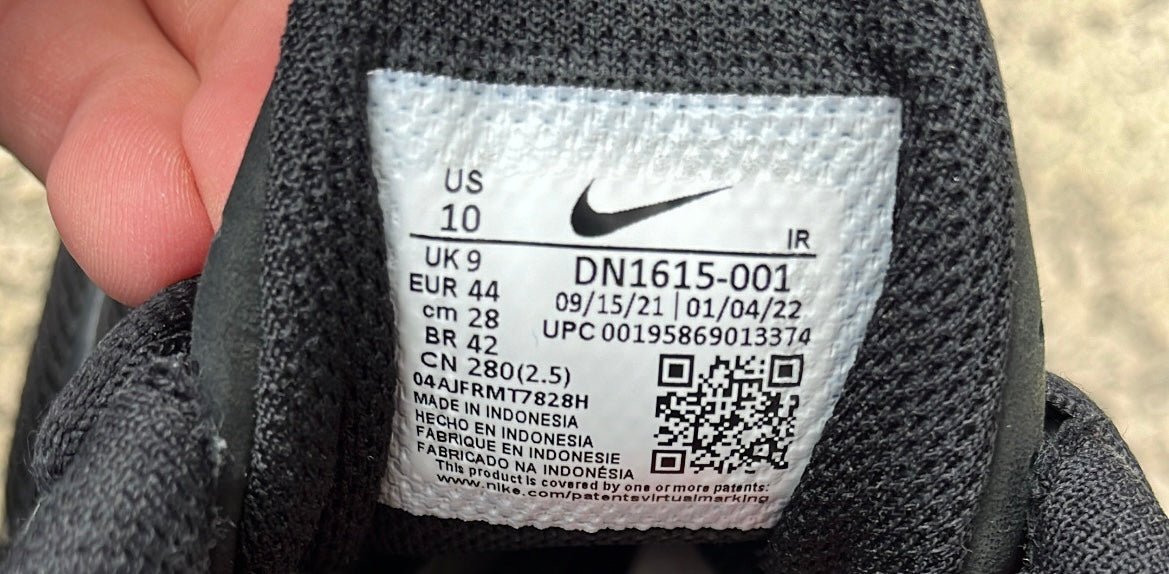 US
10
IR
UK 9
EUR 44
cm 28
BR 42
CN 280(2.5)
DN1615-001
09/15/21 | 01/04/22
UPC 00195869013374
04AJFRMT7828H
MADE IN INDONESIA
HECHO EN INDONESIA
FABRIQUE EN INDONESIE
FABRICADO NA INDONÉSIA
This product is covered by one or more patents:
www.nike.com/patentsvirtualmarking